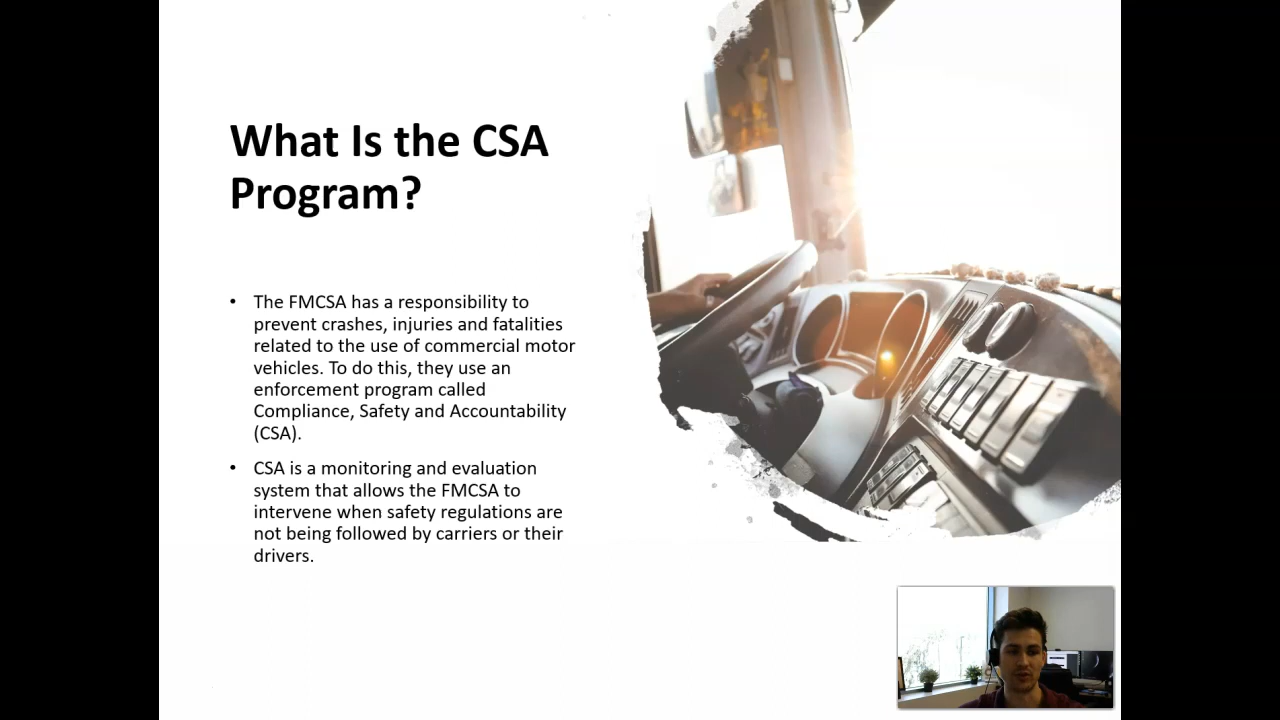 What Is the CSA
Program?
• The FMCSA has a responsibility to
prevent crashes, injuries and fatalities
related to the use of commercial motor
vehicles. To do this, they use an
enforcement program called
Compliance, Safety and Accountability
(CSA).
• CSA is a monitoring and evaluation
system that allows the FMCSA to
intervene when safety regulations are
not being followed by carriers or their
drivers.